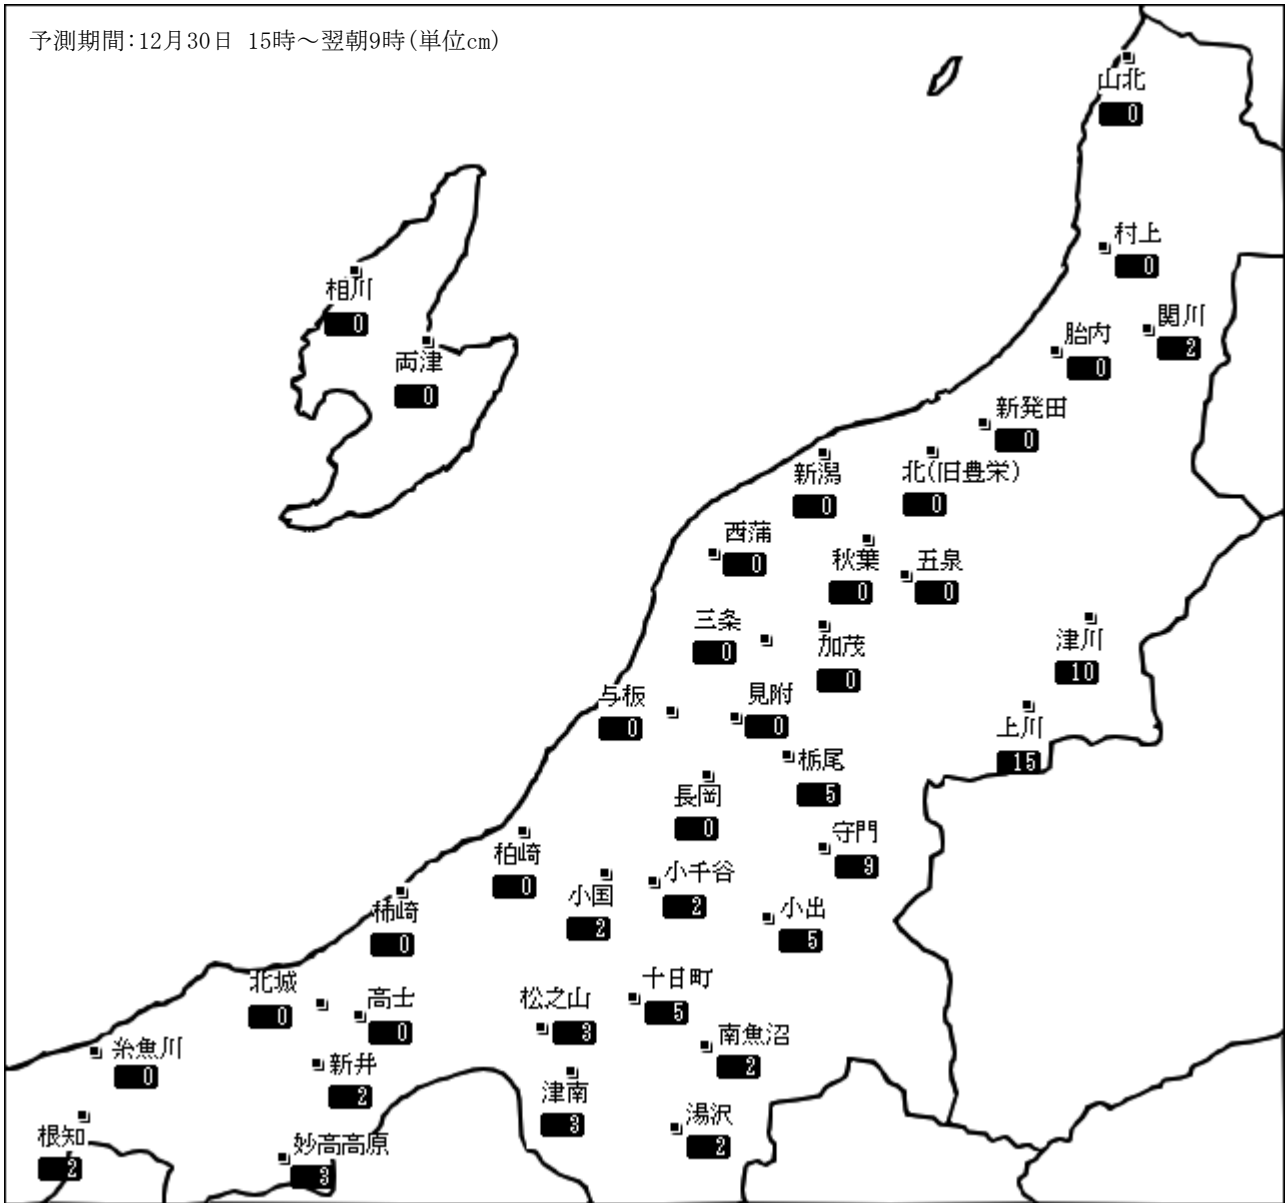 予測期間:12月30日 15時～翌朝9時(単位cm)
山北
0
村上
0
相川
0
関川
2
胎内
0
両津
0
新発田
0
新潟
0
北(旧豊栄)
0
西蒲
0
秋葉
0
五泉
0
三条
0
加茂
0
津川
10
与板
0
見附
0
上川
15
栃尾
5
長岡
0
守門
9
柏崎
0
小国
2
小千谷
2
小出
5
柿崎
0
北城
0
高士
0
松之山
3
十日町
5
南魚沼
2
糸魚川
0
新井
2
津南
3
湯沢
2
根知
2
妙高高原
3